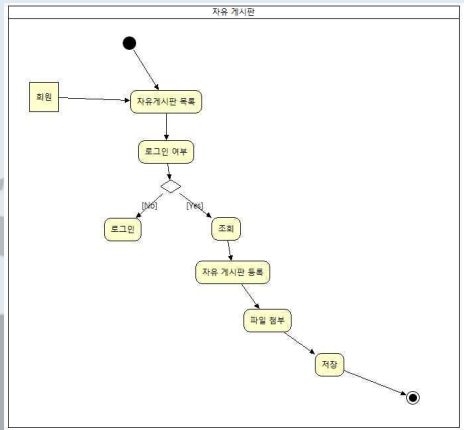 자유 게시판
회원
자유게시판 목록
로그인 여부
[No]
[Yes]
로그인
조회
자유 게시판 등록
파일 첨부
저장